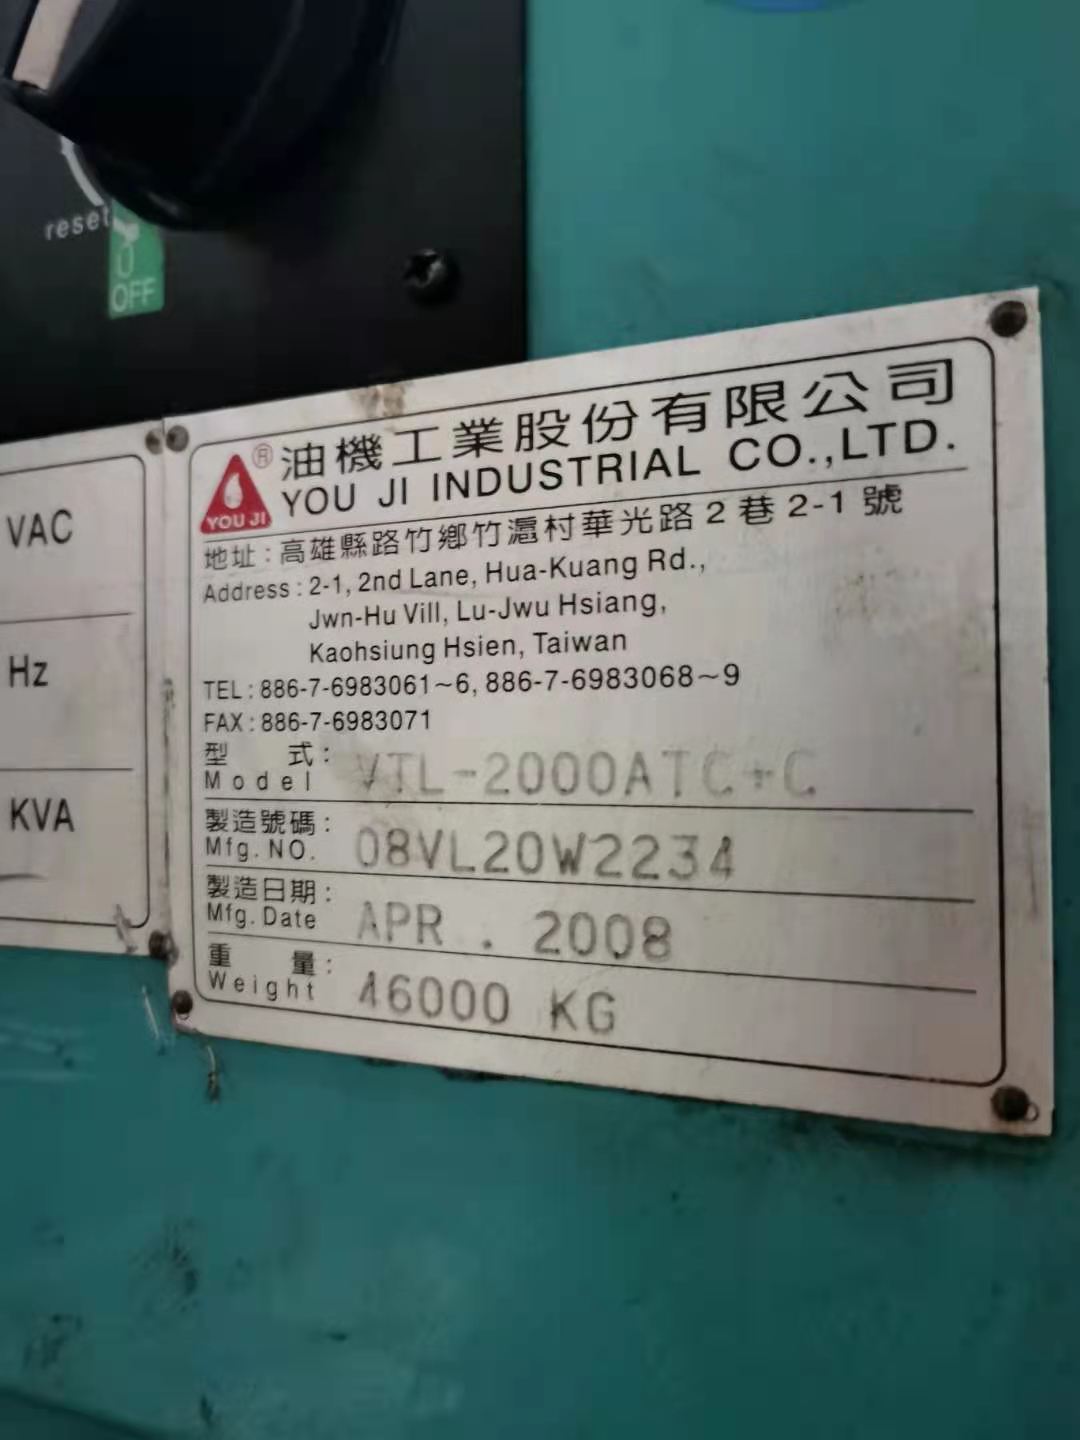 reset
O
OFF
VAC
Hz
KVA
YOU JI
® 油機工業股份有限公司
YOU JI INDUSTRIAL CO.,LTD.
地址：高雄縣路竹鄉竹滬村華光路2巷2-1號
Address : 2-1, 2nd Lane, Hua-Kuang Rd.,
Jwn-Hu Vill, Lu-Jwu Hsiang,
Kaohsiung Hsien, Taiwan
TEL : 886-7-6983061~6, 886-7-6983068~9
FAX : 886-7-6983071
型 式：
Model VTL-2000ATC+C
製造號碼：
Mfg. NO. 08VL20W2234
製造日期：
Mfg. Date APR . 2008
重 量：
Weight 46000 KG